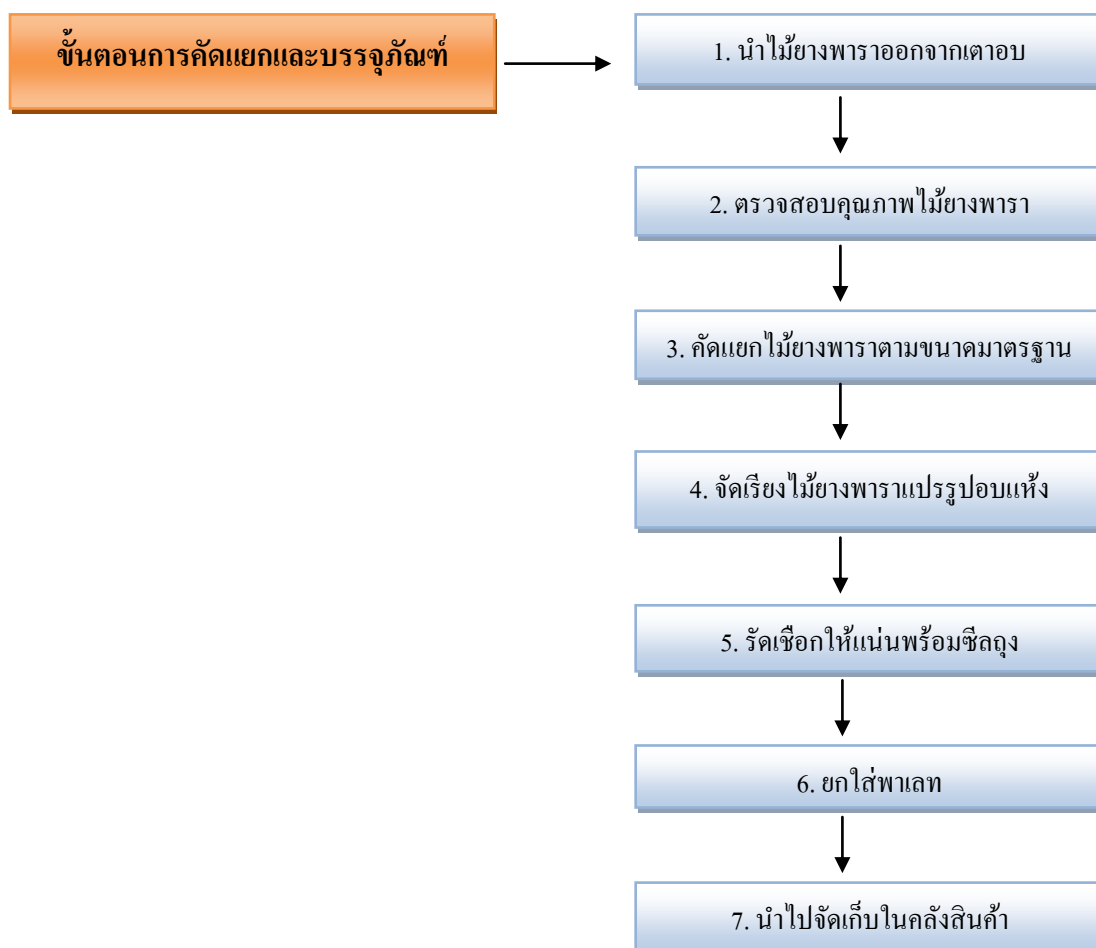 ขั้นตอนการคัดแยกและบรรจุภัณฑ์
1. นำไม้ยางพาราออกจากเตาอบ
2. ตรวจสอบคุณภาพไม้ยางพารา
3. คัดแยกไม้ยางพาราตามขนาดมาตรฐาน
4. จัดเรียงไม้ยางพาราแปรรูปอบแห้ง
5. รัดเชือกให้แน่นพร้อมซีลถุง
6. ยกใส่พาเลท
7. นำไปจัดเก็บในคลังสินค้า